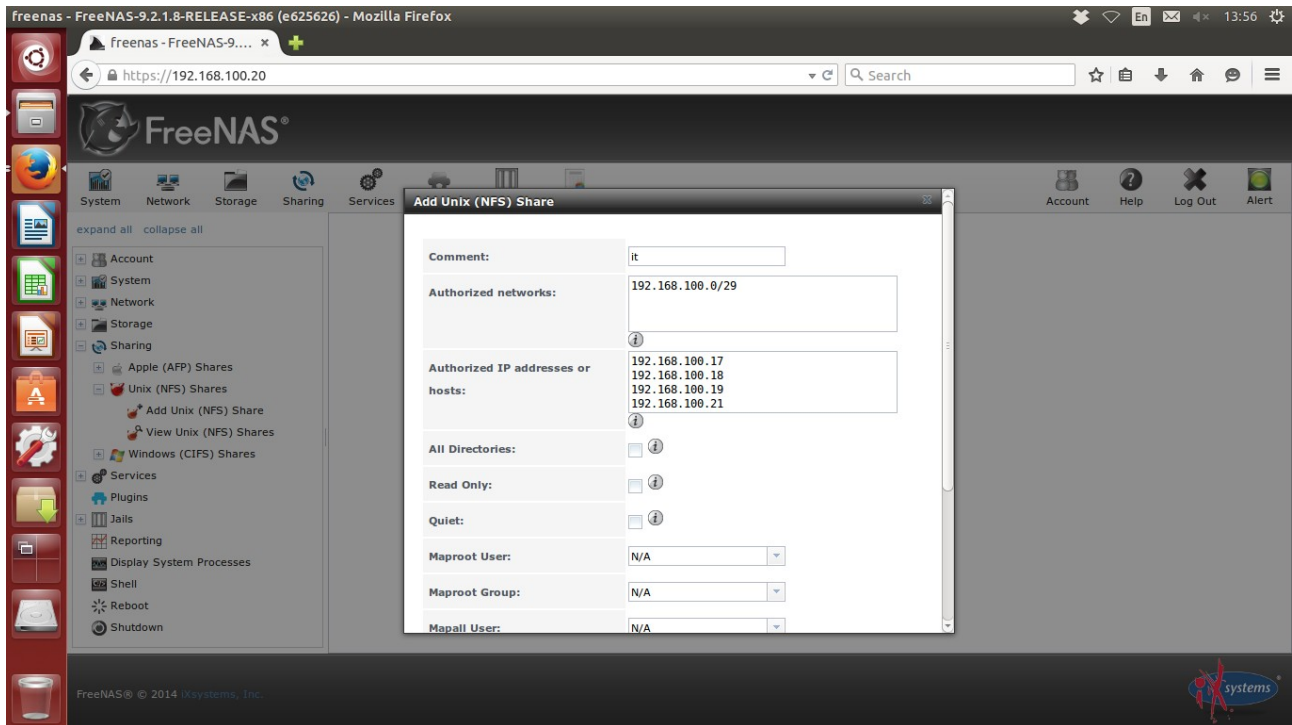 freenas - FreeNAS-9.2.1.8-RELEASE-x86 (e625626) - Mozilla Firefox
En
13:56
freenas - FreeNAS-9.... ×
https://192.168.100.20
Search
FreeNAS®
System
Network
Storage
Sharing
Services
Account
Help
Log Out
Alert
expand all collapse all
Account
System
Network
Storage
Sharing
Apple (AFP) Shares
Unix (NFS) Shares
Add Unix (NFS) Share
View Unix (NFS) Shares
Windows (CIFS) Shares
Services
Plugins
Jails
Reporting
Display System Processes
Shell
Reboot
Shutdown
Add Unix (NFS) Share
Comment: it
Authorized networks: 192.168.100.0/29
Authorized IP addresses or hosts:
192.168.100.17
192.168.100.18
192.168.100.19
192.168.100.21
All Directories:
Read Only:
Quiet:
Maproot User: N/A
Maproot Group: N/A
Mapall User: N/A
FreeNAS® © 2014 iXsystems, Inc.
iXsystems